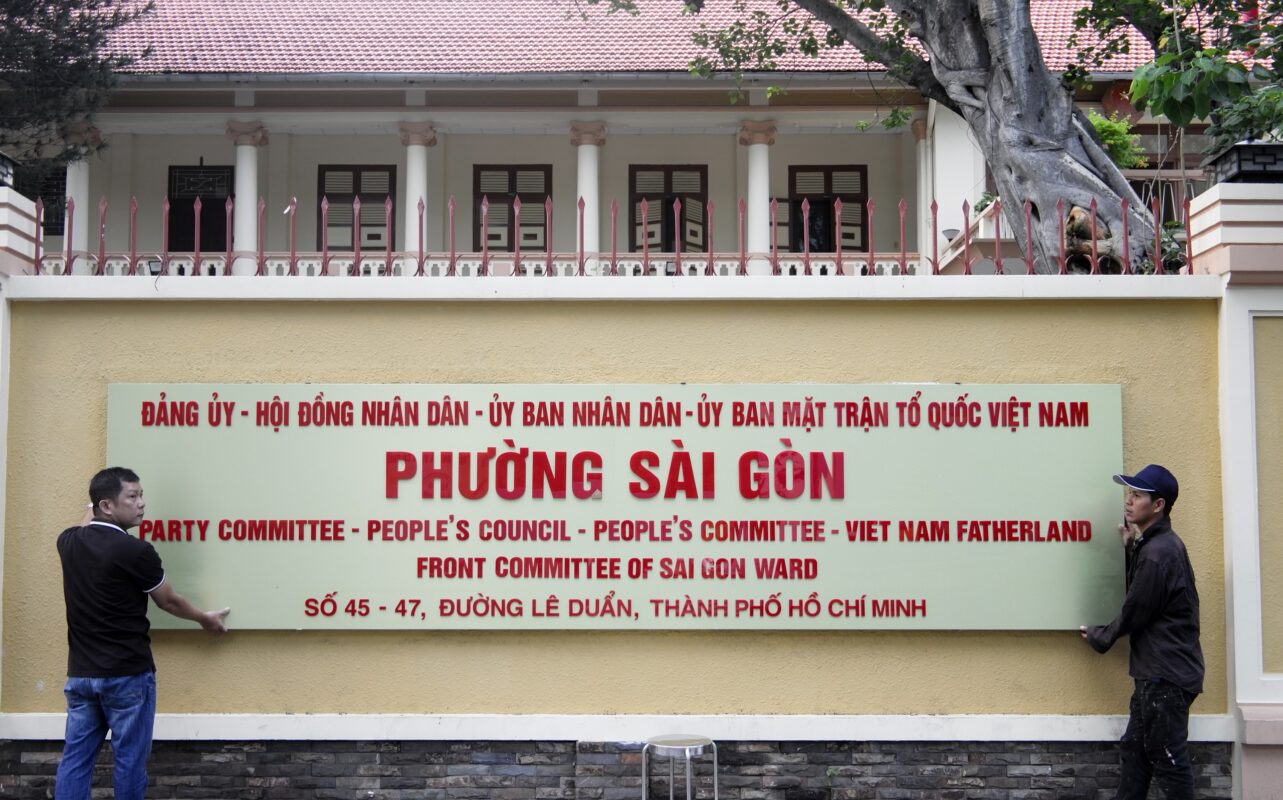 ĐẢNG ỦY - HỘI ĐỒNG NHÂN DÂN - ỦY BAN NHÂN DÂN - ỦY BAN MẶT TRẬN TỔ QUỐC VIỆT NAM
PHƯỜNG SÀI GÒN
PARTY COMMITTEE - PEOPLE'S COUNCIL - PEOPLE'S COMMITTEE - VIET NAM FATHERLAND
FRONT COMMITTEE OF SAI GON WARD
SỐ 45 - 47, ĐƯỜNG LÊ DUẨN, THÀNH PHỐ HỒ CHÍ MINH